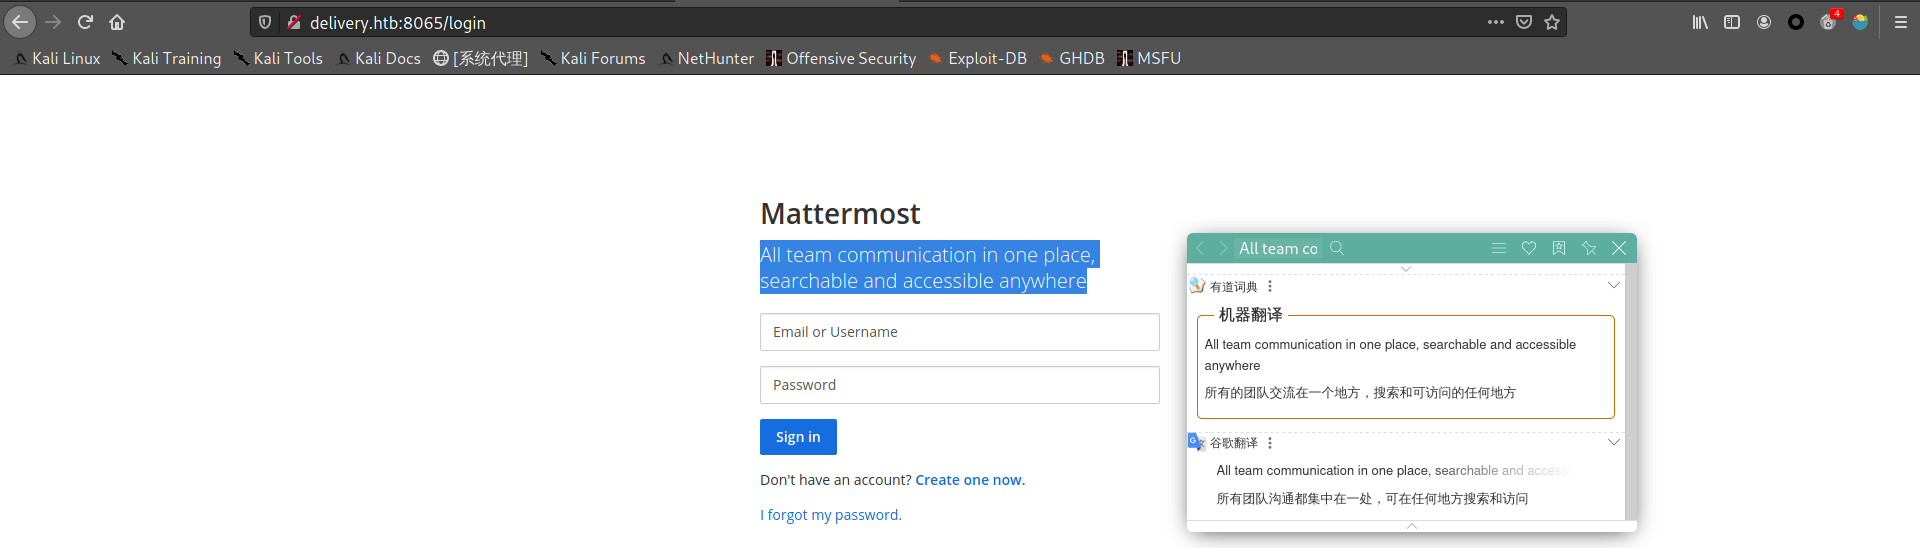 delivery.htb:8065/login
4
Kali Linux Kali Training Kali Tools Kali Docs [系统代理] Kali Forums NetHunter Offensive Security Exploit-DB GHDB MSFU
Mattermost
All team communication in one place,
searchable and accessible anywhere
Email or Username
Password
Sign in
Don't have an account? Create one now.
I forgot my password.
All team co
有道词典
机器翻译
All team communication in one place, searchable and accessible
anywhere
所有的团队交流在一个地方，搜索和可访问的任何地方
谷歌翻译
All team communication in one place, searchable and access
所有团队沟通都集中在一处，可在任何地方搜索和访问